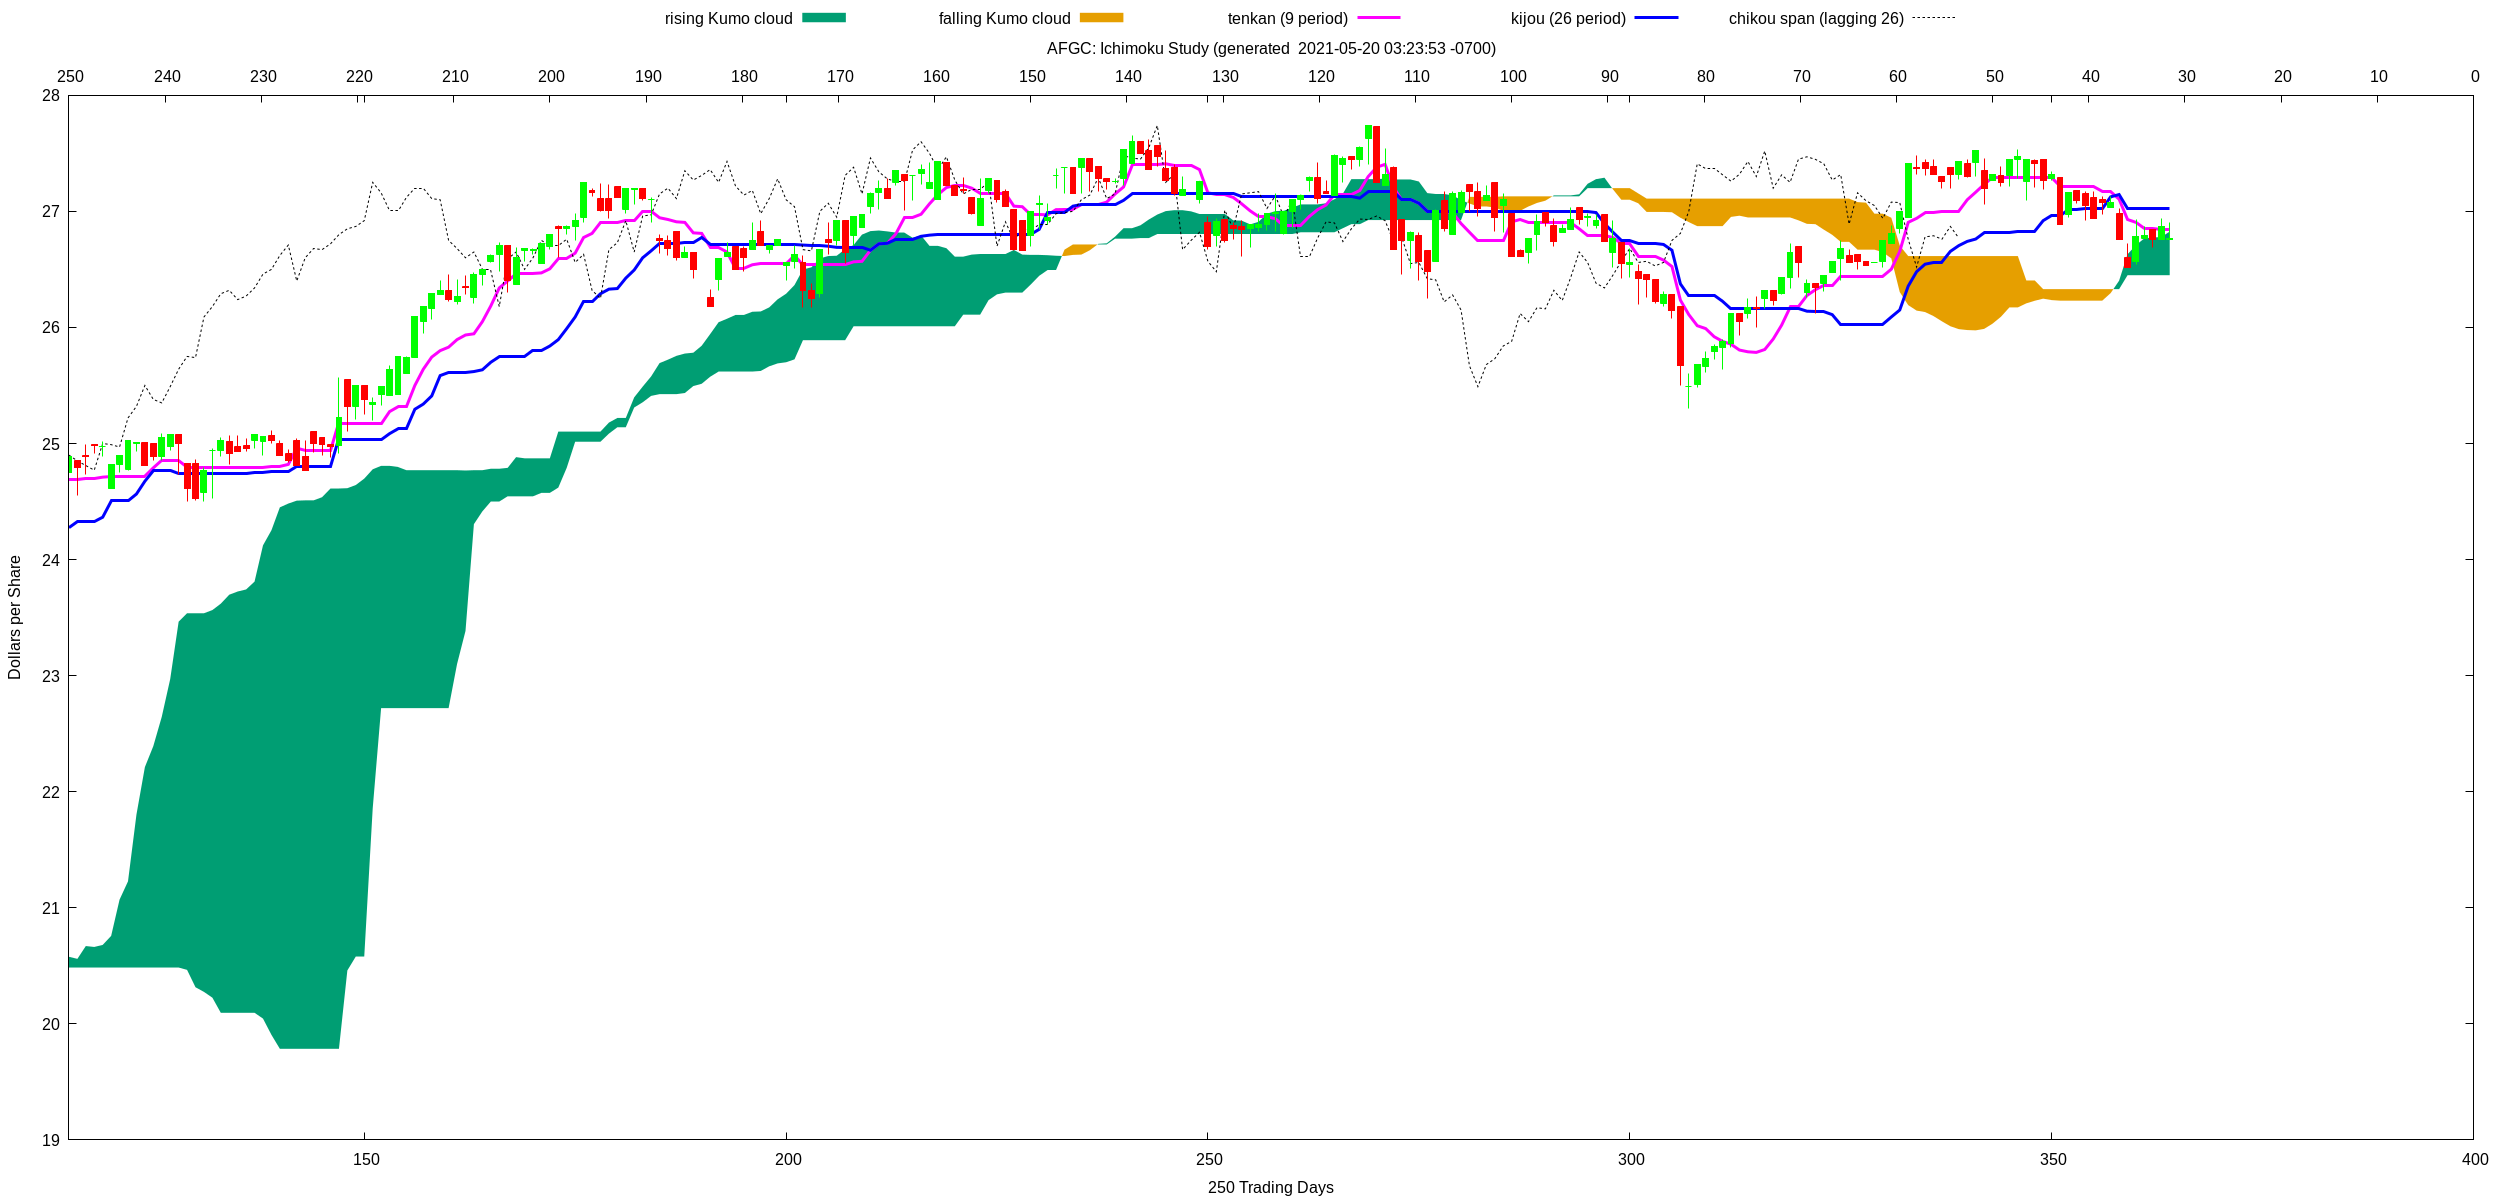 rising Kumo cloud falling Kumo cloud tenkan (9 period) kijou (26 period) chikou span (lagging 26)
AFGC: Ichimoku Study (generated  2021-05-20 03:23:53 -0700)
250 240 230 220 210 200 190 180 170 160 150 140 130 120 110 100 90 80 70 60 50 40 30 20 10 0
28
27
26
25
24
23
22
21
20
19
Dollars per Share
150 200 250 300 350 400
250 Trading Days